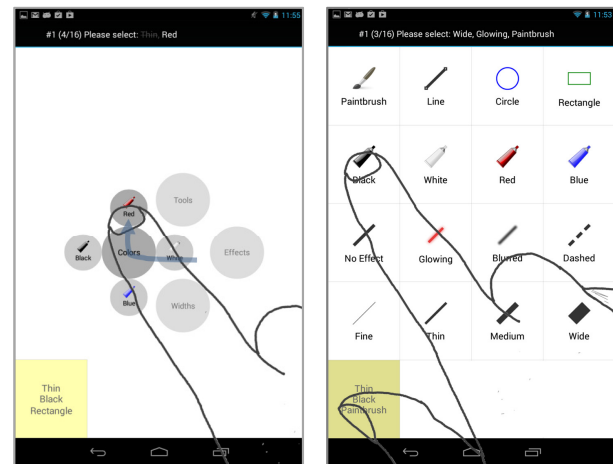 11:55
#1 (4/16) Please select: Thin, Red
Tools
Red
Black
Colors
White
Effects
Blue
Widths
Thin
Black
Rectangle
11:53
#1 (3/16) Please select: Wide, Glowing, Paintbrush
Paintbrush
Line
Circle
Rectangle
Black
White
Red
Blue
No Effect
Glowing
Blurred
Dashed
Fine
Thin
Medium
Wide
Thin
Black
Paintbrush